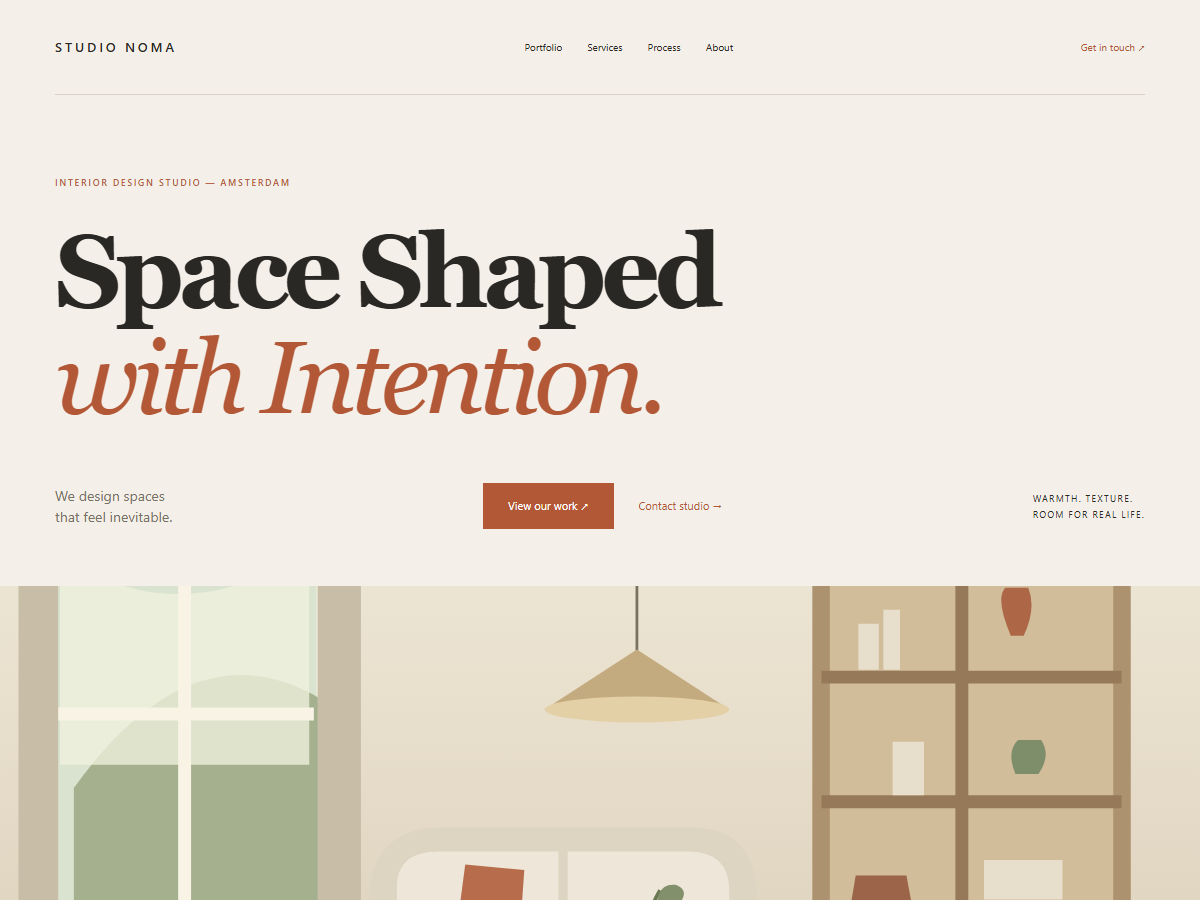 STUDIO NOMA
Portfolio Services Process About
Get in touch ↗
INTERIOR DESIGN STUDIO — AMSTERDAM
Space Shaped
with Intention.
We design spaces
that feel inevitable.
View our work ↗
Contact studio →
WARMTH. TEXTURE.
ROOM FOR REAL LIFE.